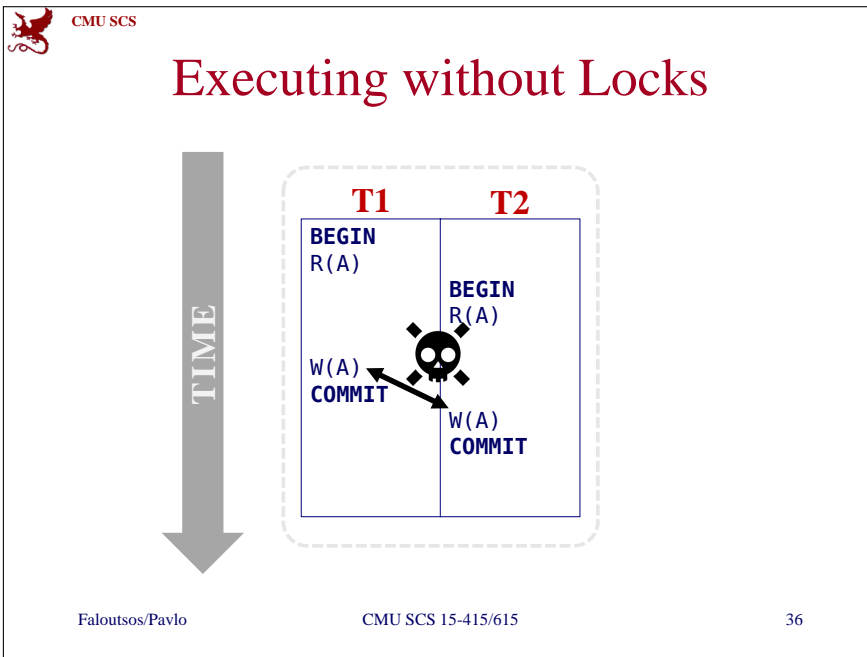 CMU SCS
Executing without Locks
TIME
T1 T2
BEGIN
R(A)
BEGIN
R(A)
W(A)
COMMIT
W(A)
COMMIT
Faloutsos/Pavlo CMU SCS 15-415/615 36